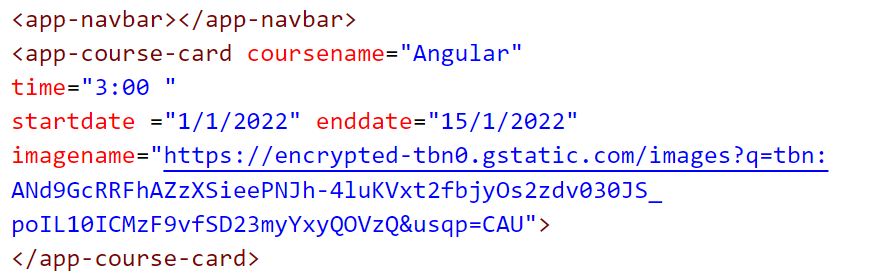 <app-navbar></app-navbar>
<app-course-card coursename="Angular"
time="3:00 "
startdate ="1/1/2022" enddate="15/1/2022"
imagename="https://encrypted-tbn0.gstatic.com/images?q=tbn:
ANd9GcRRFhAZzXSieePNJh-4luKVxt2fbjyOs2zdv030JS_
poIL10ICMzF9vfSD23myYxyQOVzQ&usqp=CAU">
</app-course-card>